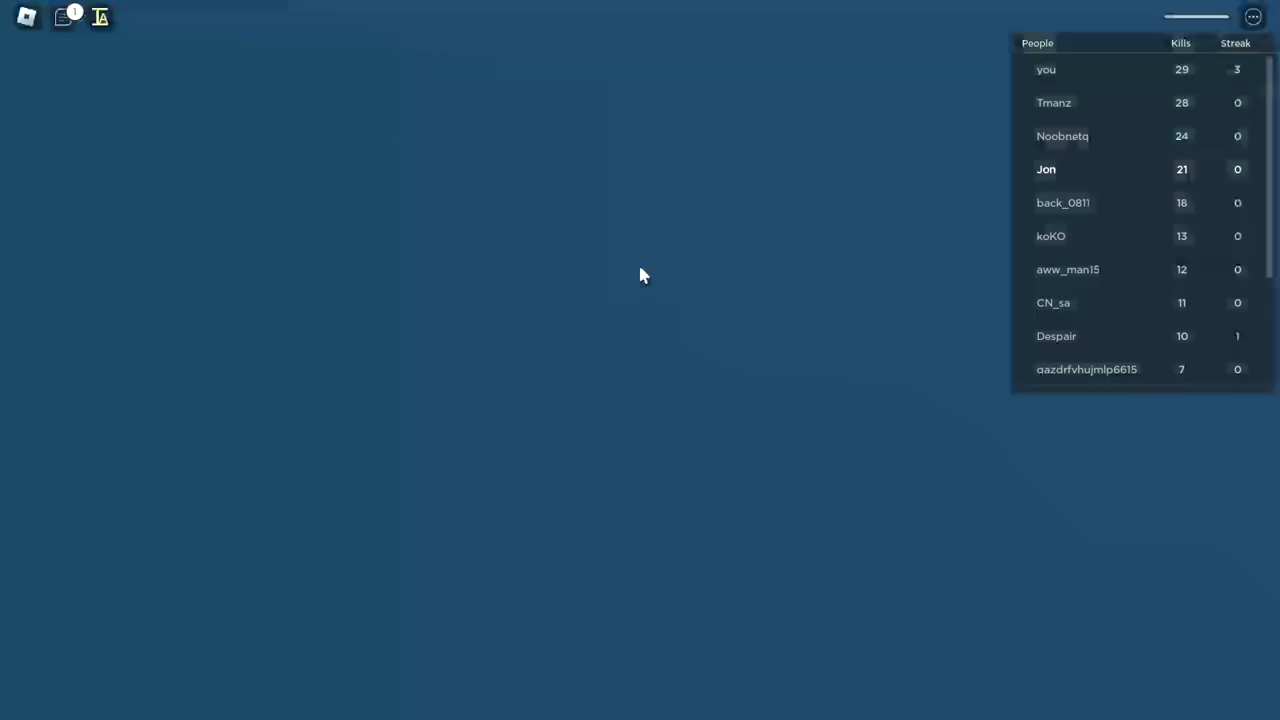 1
People Kills Streak
you 29 3
Tmanz 28 0
Noobnetq 24 0
Jon 21 0
back_0811 18 0
koKO 13 0
aww_man15 12 0
CN_sa 11 0
Despair 10 1
qazdrfvhujmlp6615 7 0